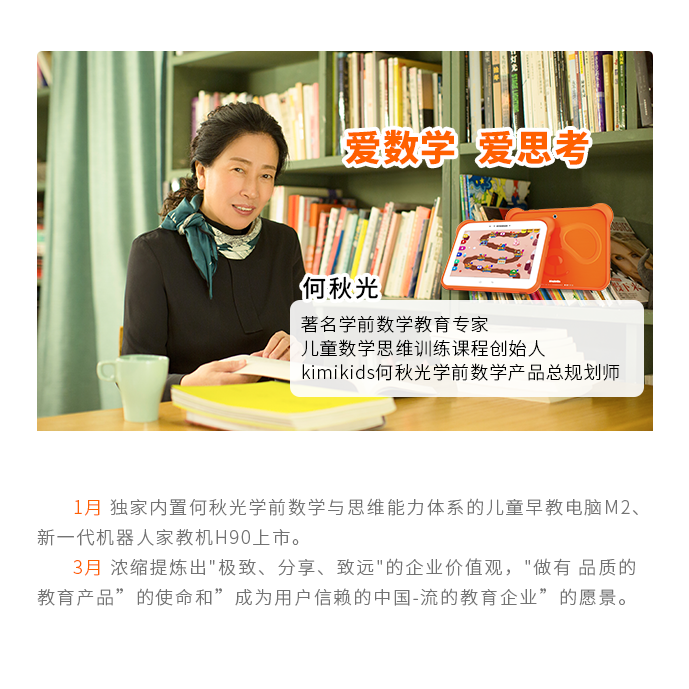 爱数学 爱思考
何秋光
著名学前数学教育专家
儿童数学思维训练课程创始人
kimikids何秋光学前数学产品总规划师
1月 独家内置何秋光学前数学与思维能力体系的儿童早教电脑M2、
新一代机器人家教机H90上市。
3月 浓缩提炼出"极致、分享、致远"的企业价值观，"做有 品质的
教育产品”的使命和”成为用户信赖的中国-流的教育企业”的愿景。